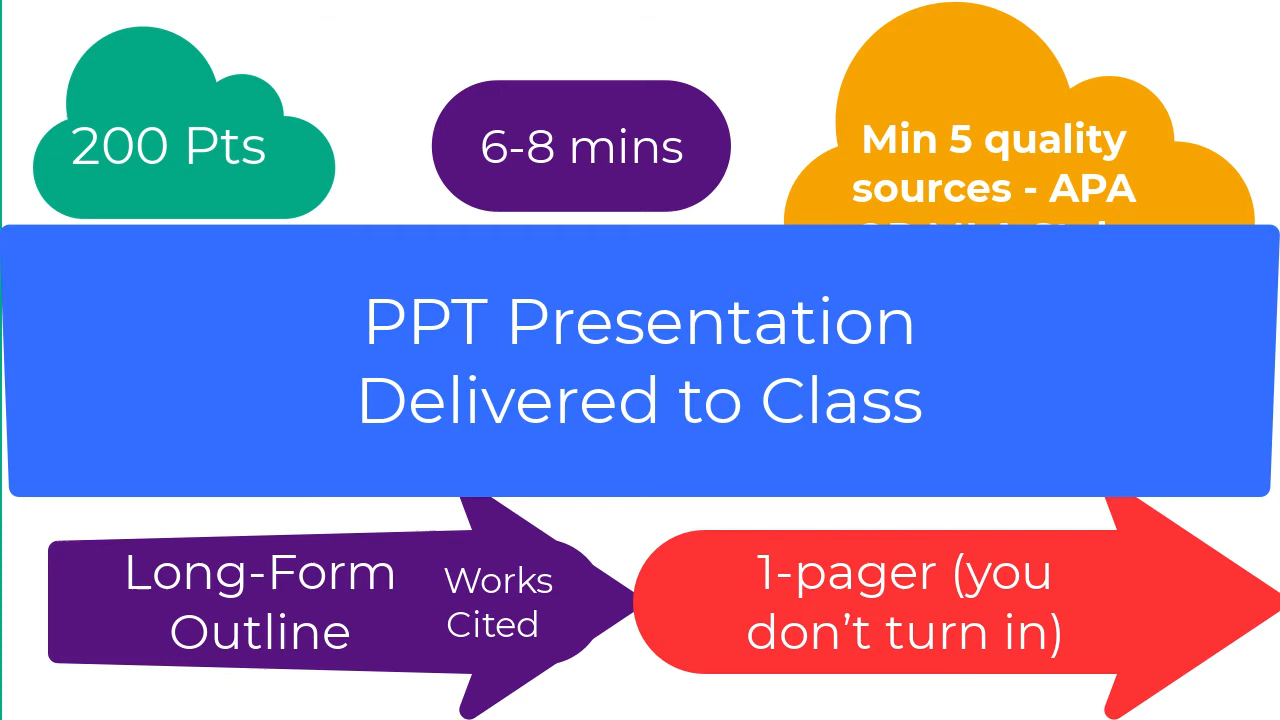 200 Pts
6-8 mins
Min 5 quality
sources - APA
PPT Presentation
Delivered to Class
Long-Form
Outline
Works
Cited
1-pager (you
don’t turn in)